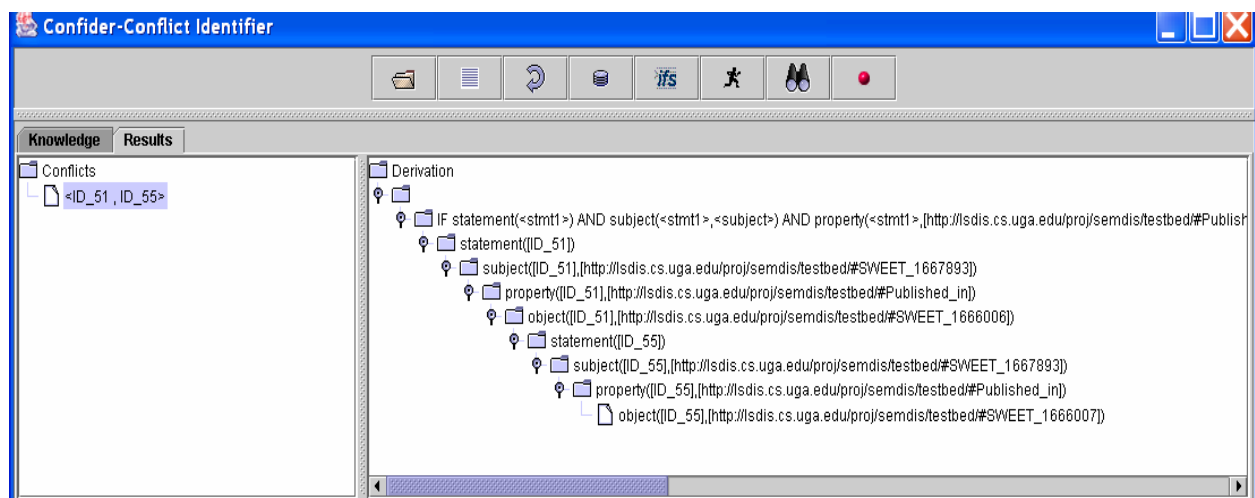 Confider-Conflict Identifier
ifs
Knowledge Results
Conflicts
<ID_51 , ID_55>
Derivation
IF statement(<stmt1>) AND subject(<stmt1>,<subject>) AND property(<stmt1>,[http://lsdis.cs.uga.edu/proj/semdis/testbed/#Publish
statement([ID_51])
subject([ID_51],[http://lsdis.cs.uga.edu/proj/semdis/testbed/#SWEET_1667893])
property([ID_51],[http://lsdis.cs.uga.edu/proj/semdis/testbed/#Published_in])
object([ID_51],[http://lsdis.cs.uga.edu/proj/semdis/testbed/#SWEET_1666006])
statement([ID_55])
subject([ID_55],[http://lsdis.cs.uga.edu/proj/semdis/testbed/#SWEET_1667893])
property([ID_55],[http://lsdis.cs.uga.edu/proj/semdis/testbed/#Published_in])
object([ID_55],[http://lsdis.cs.uga.edu/proj/semdis/testbed/#SWEET_1666007])